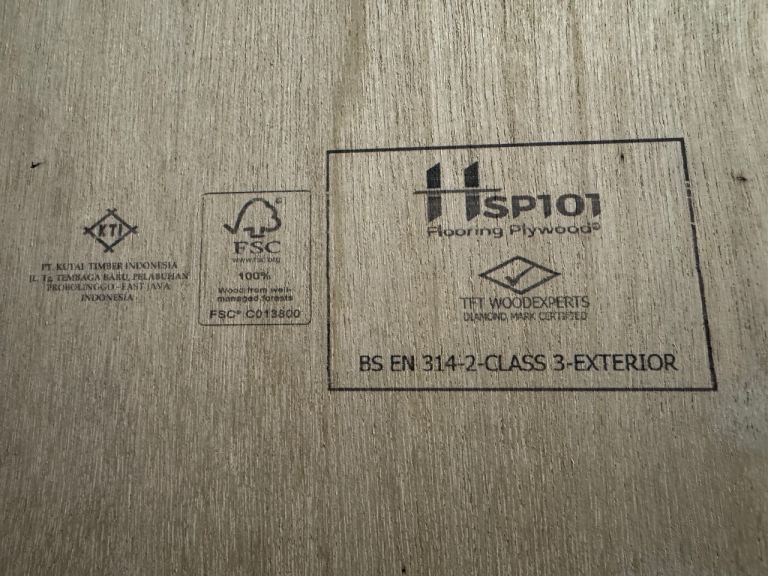 KTI
PT. KUTAI TIMBER INDONESIA
JL. Tg. TEMBAGA BARU, PELABUHAN
PROBOLINGGO - EAST JAVA
INDONESIA
FSC
www.fsc.org
100%
Wood from well-
managed forests
FSC® C013800
HSP101
Flooring Plywood®
TFT WOODEXPERTS
DIAMOND MARK CERTIFIED
BS EN 314-2-CLASS 3-EXTERIOR